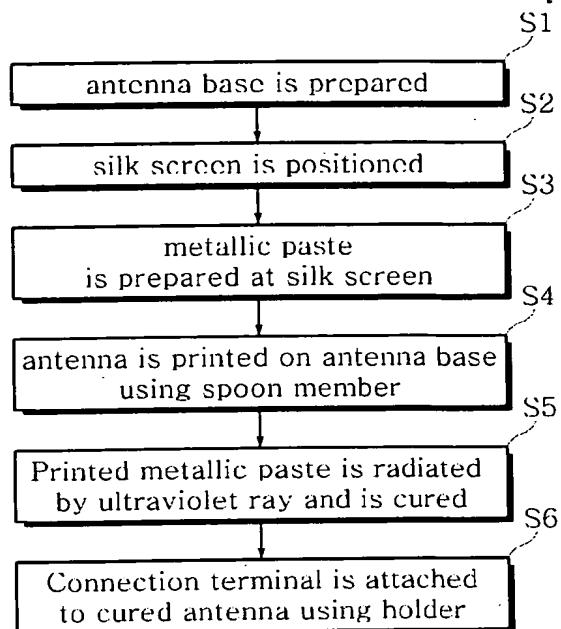 S1
antenna base is prepared
S2
silk screen is positioned
S3
metallic paste
is prepared at silk screen
S4
antenna is printed on antenna base
using spoon member
S5
Printed metallic paste is radiated
by ultraviolet ray and is cured
S6
Connection terminal is attached
to cured antenna using holder